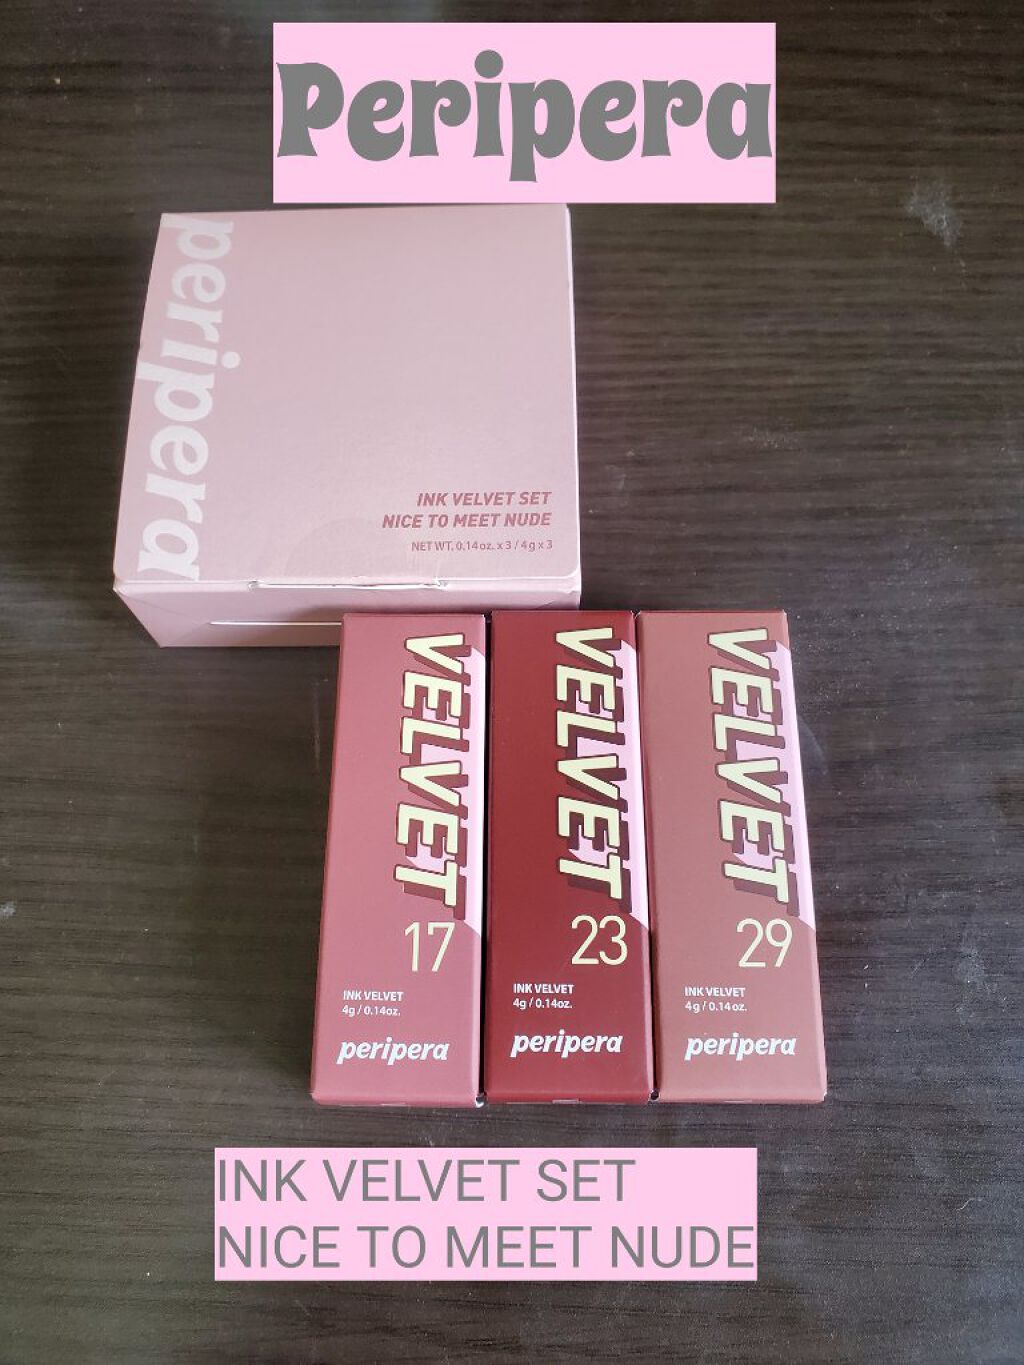 Peripera
peripera
INK VELVET SET
NICE TO MEET NUDE
NET WT. 0.14oz. x 3 / 4g x 3
VELVET
17
INK VELVET
4g / 0.14oz.
peripera
VELVET
23
INK VELVET
4g / 0.14oz.
peripera
VELVET
29
INK VELVET
4g / 0.14oz.
peripera
INK VELVET SET
NICE TO MEET NUDE